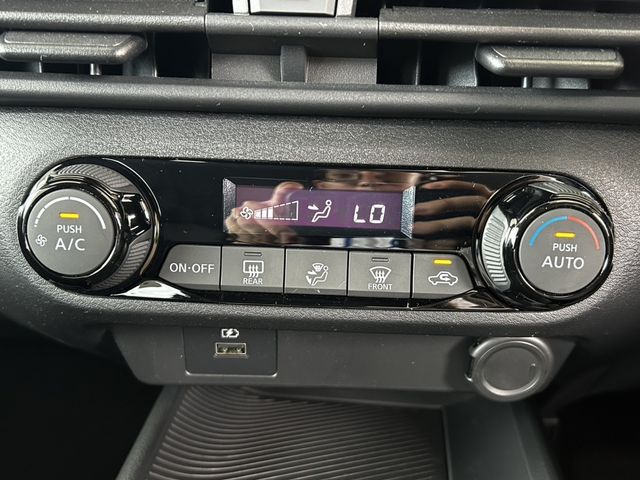 PUSH
A/C
LO
PUSH
AUTO
ON·OFF
REAR
FRONT